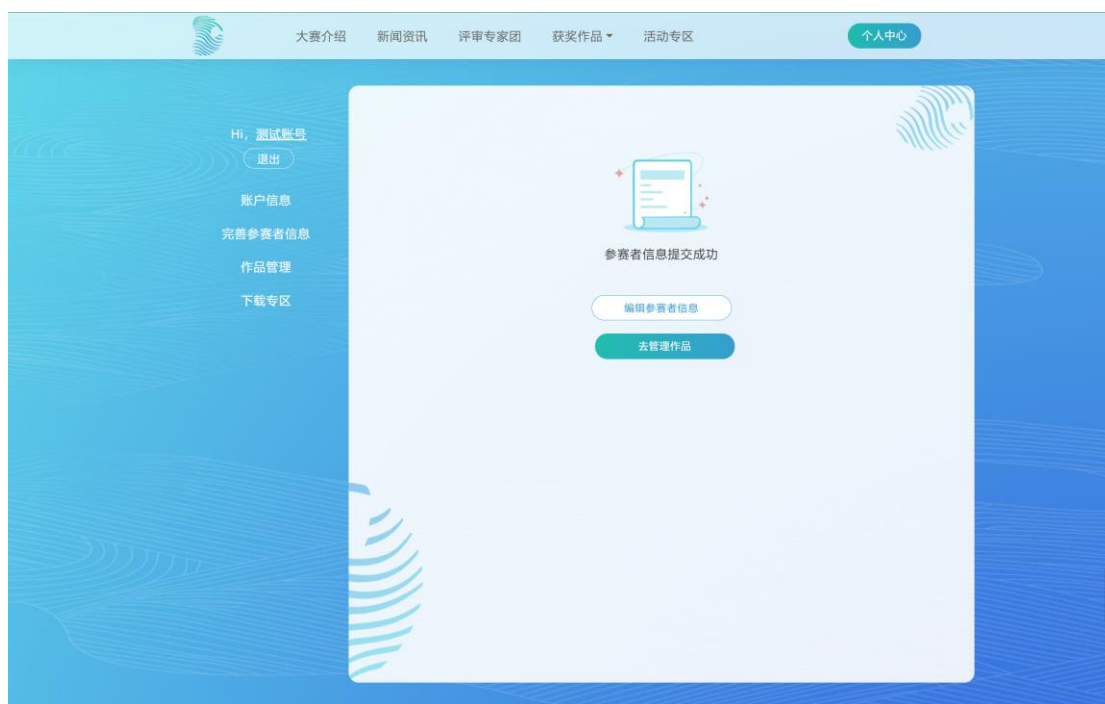 大赛介绍 新闻资讯 评审专家团 获奖作品 活动专区 个人中心
Hi, 测试账号
退出
账户信息
完善参赛者信息
作品管理
下载专区
参赛者信息提交成功
编辑参赛者信息
去管理作品